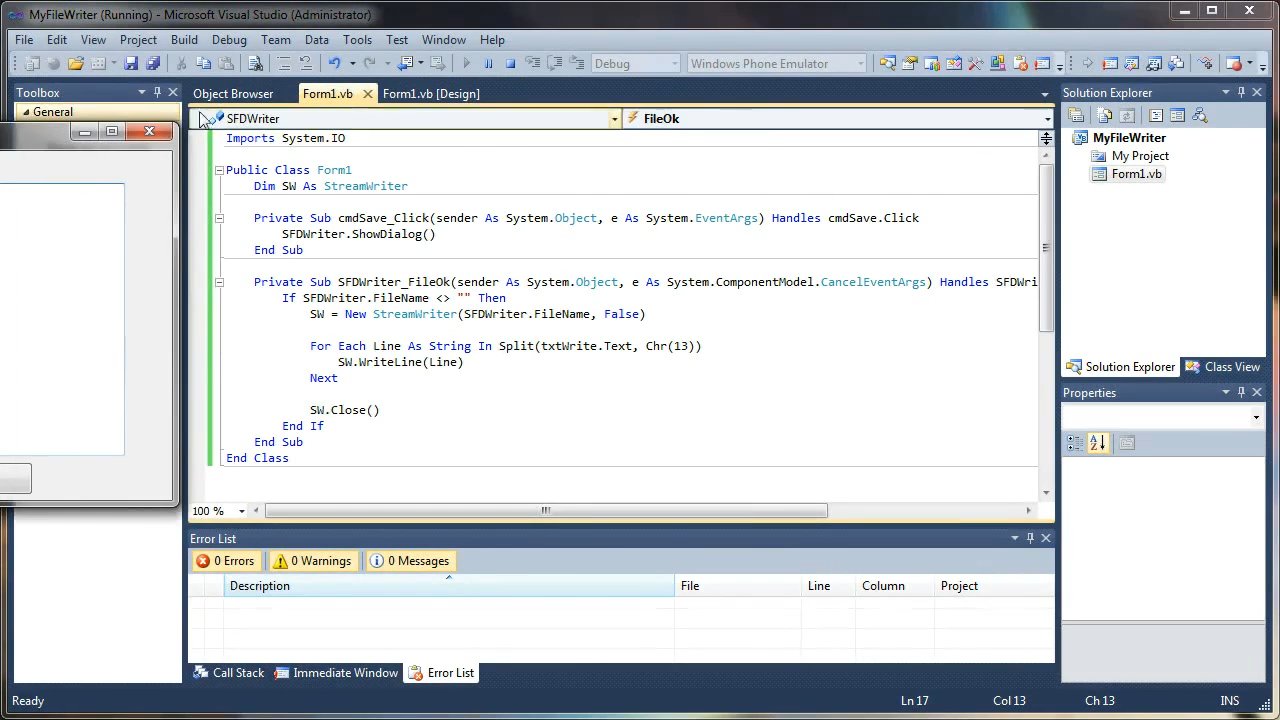 MyFileWriter (Running) - Microsoft Visual Studio (Administrator)
File Edit View Project Build Debug Team Data Tools Test Window Help
Debug Windows Phone Emulator
Toolbox
General
Object Browser Form1.vb Form1.vb [Design]
SFDWriter FileOk
Imports System.IO
Public Class Form1
Dim SW As StreamWriter
Private Sub cmdSave_Click(sender As System.Object, e As System.EventArgs) Handles cmdSave.Click
SFDWriter.ShowDialog()
End Sub
Private Sub SFDWriter_FileOk(sender As System.Object, e As System.ComponentModel.CancelEventArgs) Handles SFDWri
If SFDWriter.FileName <> "" Then
SW = New StreamWriter(SFDWriter.FileName, False)
For Each Line As String In Split(txtWrite.Text, Chr(13))
SW.WriteLine(Line)
Next
SW.Close()
End If
End Sub
End Class
100 %
Error List
0 Errors 0 Warnings 0 Messages
Description File Line Column Project
Call Stack Immediate Window Error List
Solution Explorer
MyFileWriter
My Project
Form1.vb
Solution Explorer Class View
Properties
Ready Ln 17 Col 13 Ch 13 INS